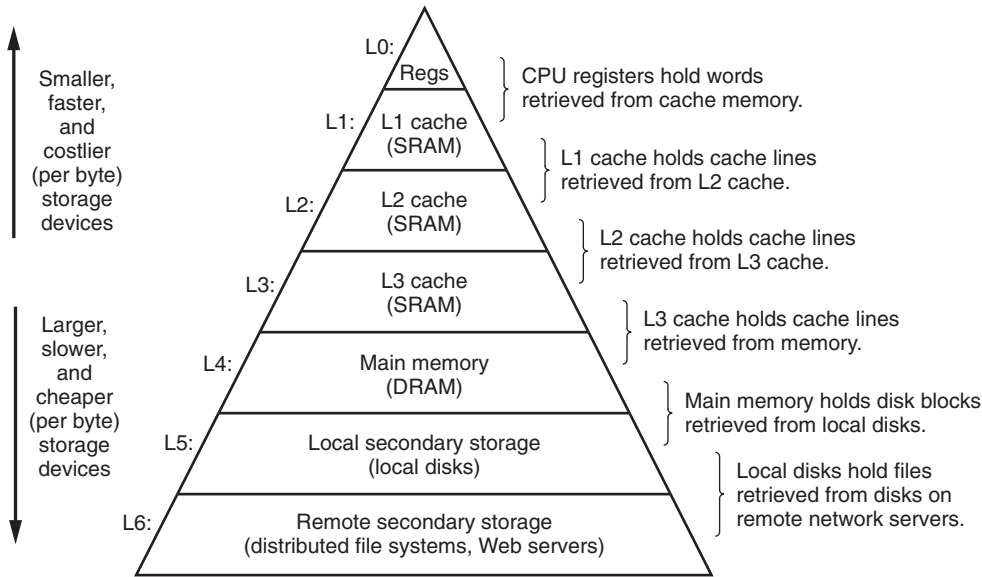 L0:
Regs
CPU registers hold words
retrieved from cache memory.
Smaller,
faster,
and
costlier
(per byte)
storage
devices
L1:
L1 cache
(SRAM)
L1 cache holds cache lines
retrieved from L2 cache.
L2:
L2 cache
(SRAM)
L2 cache holds cache lines
retrieved from L3 cache.
L3:
L3 cache
(SRAM)
L3 cache holds cache lines
retrieved from memory.
Larger,
slower,
and
cheaper
(per byte)
storage
devices
L4:
Main memory
(DRAM)
Main memory holds disk blocks
retrieved from local disks.
L5:
Local secondary storage
(local disks)
Local disks hold files
retrieved from disks on
remote network servers.
L6:
Remote secondary storage
(distributed file systems, Web servers)